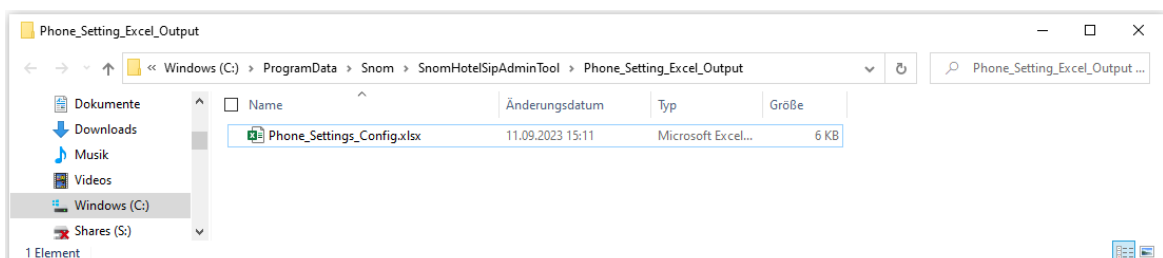 Phone_Setting_Excel_Output
« Windows (C:) > ProgramData > Snom > SnomHotelSipAdminTool > Phone_Setting_Excel_Output
Phone_Setting_Excel_Output ...
Dokumente
Downloads
Musik
Videos
Windows (C:)
Shares (S:)
Name Änderungsdatum Typ Größe
Phone_Settings_Config.xlsx 11.09.2023 15:11 Microsoft Excel... 6 KB
1 Element